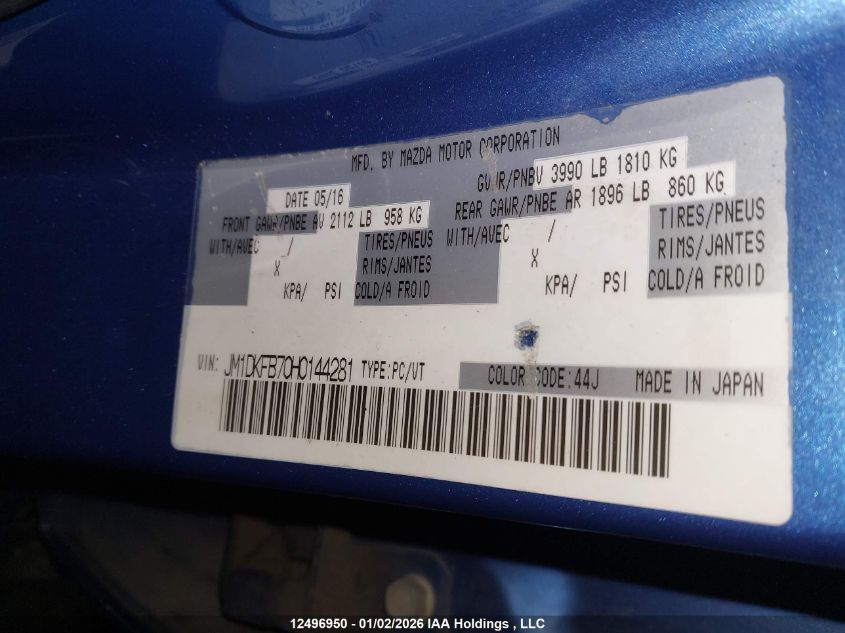 MFD. BY MAZDA MOTOR CORPORATION
DATE 05/16
GVWR/PNBV 3990 LB 1810 KG
FRONT GAWR/PNBE AV 2112 LB 958 KG
REAR GAWR/PNBE AR 1896 LB 860 KG
WITH/AVEC / TIRES/PNEUS
WITH/AVEC / TIRES/PNEUS
X RIMS/JANTES
X RIMS/JANTES
KPA/ PSI COLD/A FROID
KPA/ PSI COLD/A FROID
VIN: JM1DKFB70H0144281 TYPE:PC/VT
COLOR CODE:44J MADE IN JAPAN
12496950 - 01/02/2026 IAA Holdings , LLC